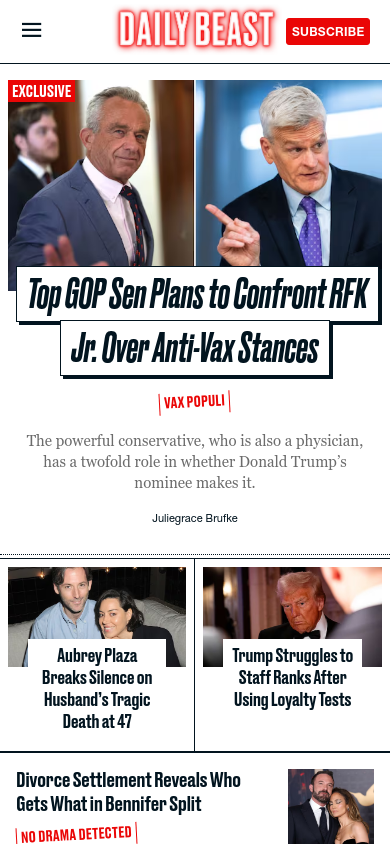 DAILY BEAST
SUBSCRIBE
EXCLUSIVE
Top GOP Sen Plans to Confront RFK
Jr. Over Anti-Vax Stances
VAX POPULI
The powerful conservative, who is also a physician,
has a twofold role in whether Donald Trump’s
nominee makes it.
Juliegrace Brufke
Aubrey Plaza
Breaks Silence on
Husband’s Tragic
Death at 47
Trump Struggles to
Staff Ranks After
Using Loyalty Tests
Divorce Settlement Reveals Who
Gets What in Bennifer Split
NO DRAMA DETECTED